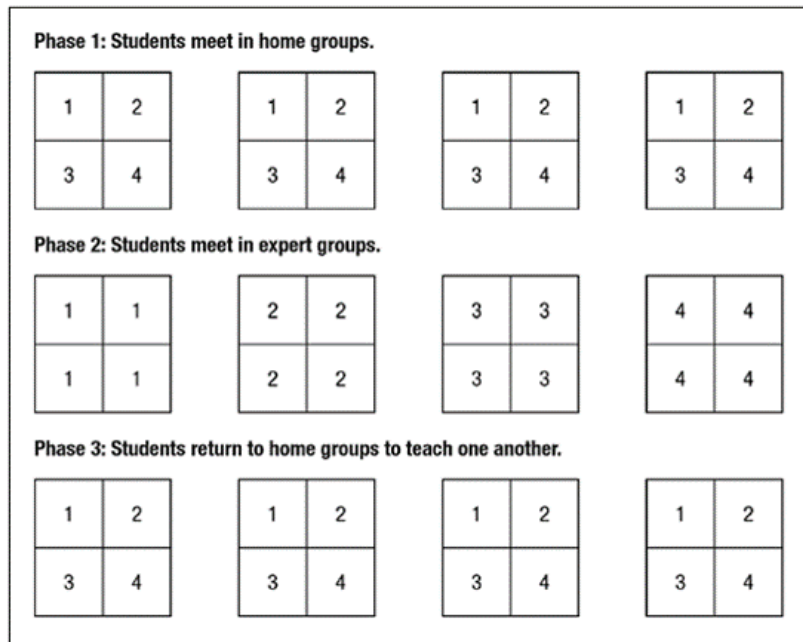 Phase 1: Students meet in home groups.
1 2 1 2 1 2 1 2
3 4 3 4 3 4 3 4
Phase 2: Students meet in expert groups.
1 1 2 2 3 3 4 4
1 1 2 2 3 3 4 4
Phase 3: Students return to home groups to teach one another.
1 2 1 2 1 2 1 2
3 4 3 4 3 4 3 4